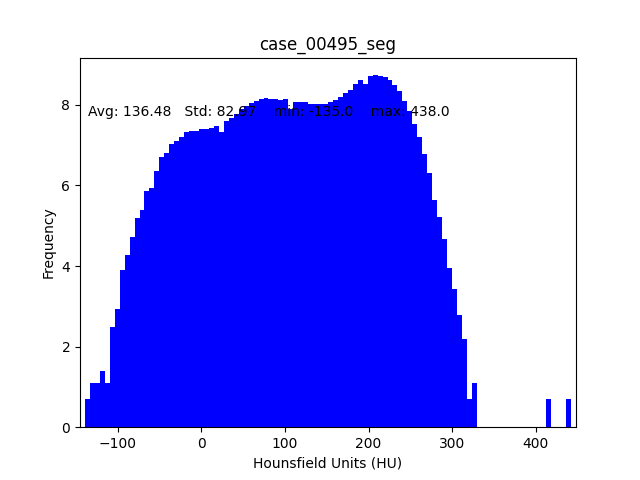 case_00495_seg
Avg: 136.48 Std: 82.67 min: -135.0 max: 438.0
8
6
4
2
0
Frequency
−100 0 100 200 300 400
Hounsfield Units (HU)